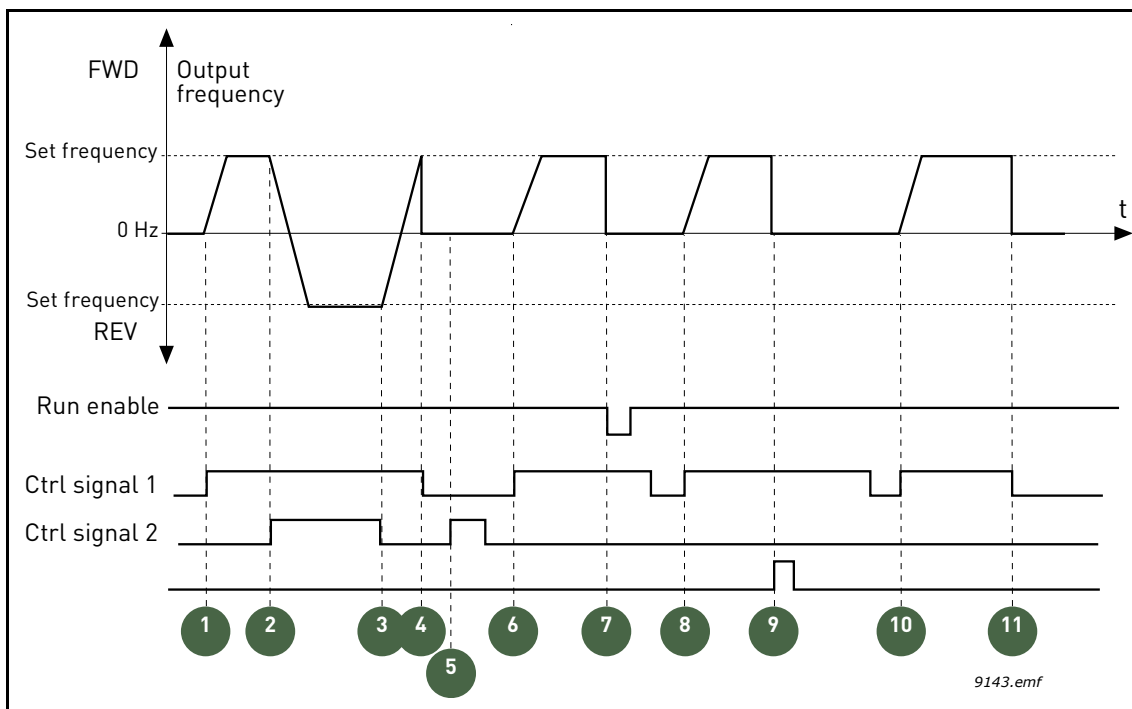 FWD
Output
frequency
Set frequency
t
0 Hz
Set frequency
REV
Run enable
Ctrl signal 1
Ctrl signal 2
1
2
3
4
6
7
8
9
10
11
5
9143.emf